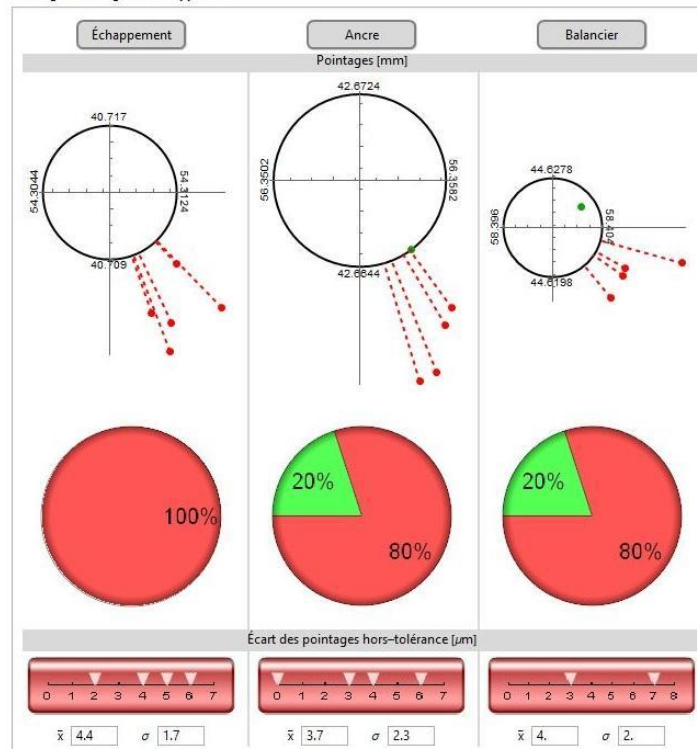 Échappement
Ancre
Balancier
Pointages [mm]
40.717
54.3044
54.3124
40.709
42.6724
56.3502
56.3582
42.6644
44.6278
58.396
58.404
44.6198
100%
20%
80%
20%
80%
Écart des pointages hors–tolérance [μm]
0 1 2 3 4 5 6 7
0 1 2 3 4 5 6 7
0 1 2 3 4 5 6 7 8
x̄ 4.4 σ 1.7
x̄ 3.7 σ 2.3
x̄ 4. σ 2.